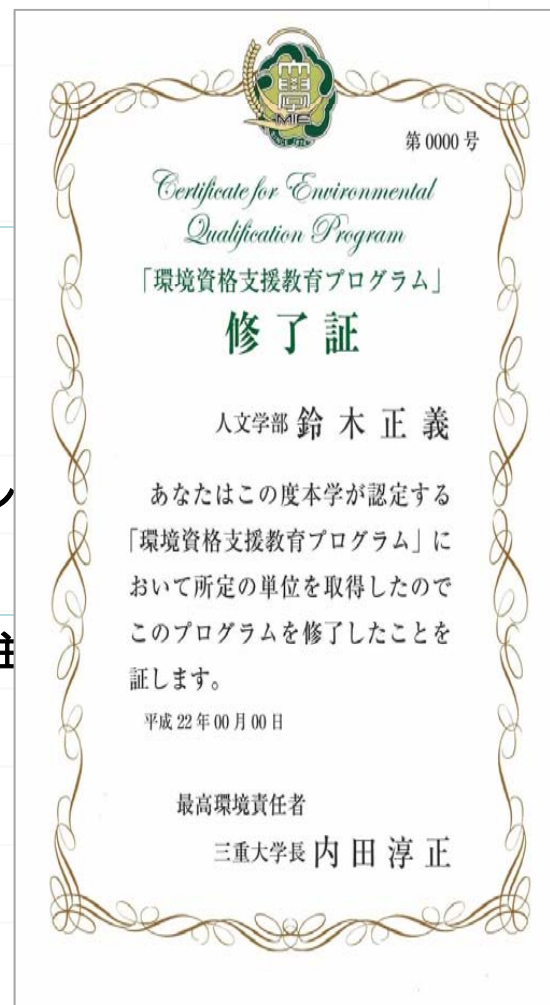 第 0000 号
Certificate for Environmental
Qualification Program
「環境資格支援教育プログラム」
修了証
人文学部 鈴木正義
あなたはこの度本学が認定する
「環境資格支援教育プログラム」に
おいて所定の単位を取得したので
このプログラムを修了したことを
証します。
平成 22 年 00 月 00 日
最高環境責任者
三重大学長 内田淳正